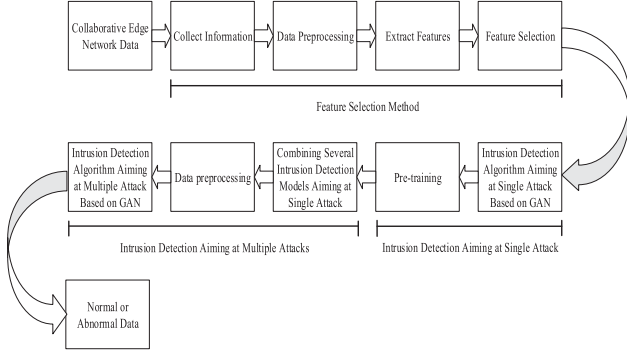 Collaborative Edge
Network Data
Collect Information
Data Preprocessing
Extract Features
Feature Selection
Feature Selection Method
Intrusion Detection
Algorithm Aiming
at Multiple Attack
Based on GAN
Data preprocessing
Combining Several
Intrusion Detection
Models Aiming at
Single Attack
Pre-training
Intrusion Detection
Algorithm Aiming
at Single Attack
Based on GAN
Intrusion Detection Aiming at Multiple Attacks
Intrusion Detection Aiming at Single Attack
Normal or
Abnormal Data